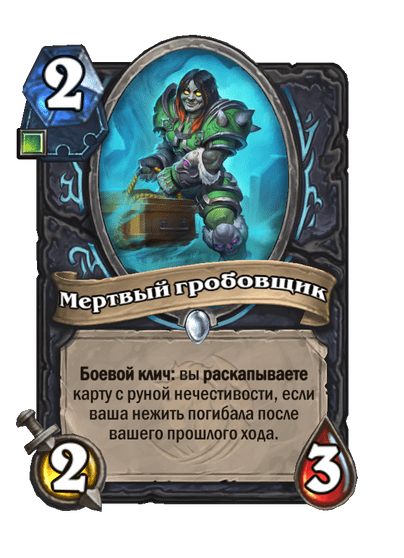 2
Мертвый гробовщик
Боевой клич: вы раскапываете
карту с руной нечестивости, если
ваша нежить погибала после
вашего прошлого хода.
2
3